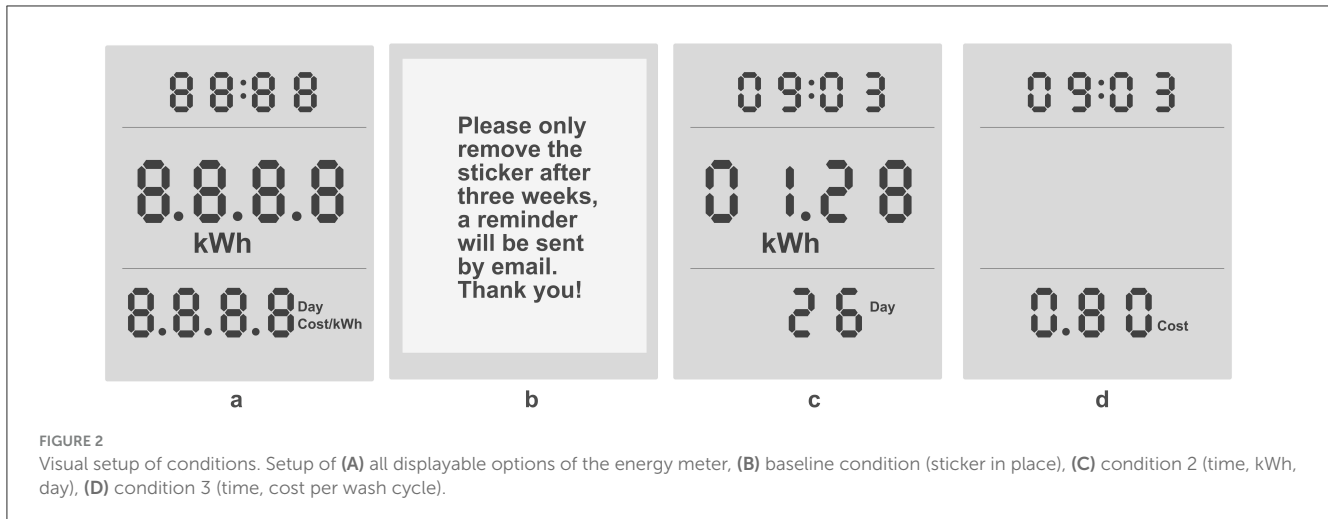 88:88
8.8.8.8
kWh
8.8.8.8 Day
Cost/kWh
a
Please only
remove the
sticker after
three weeks,
a reminder
will be sent
by email.
Thank you!
b
09:03
01.28
kWh
26 Day
c
09:03
0.80 Cost
d
FIGURE 2
Visual setup of conditions. Setup of (A) all displayable options of the energy meter, (B) baseline condition (sticker in place), (C) condition 2 (time, kWh,
day), (D) condition 3 (time, cost per wash cycle).